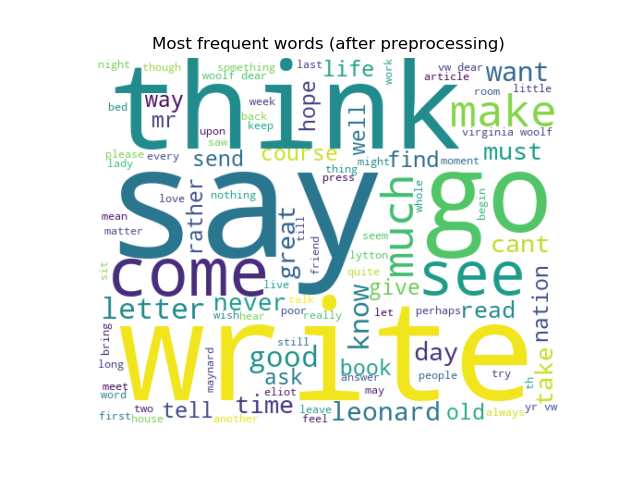 Most frequent words (after preprocessing)
night though something last life work vw dear want
woolf dear article
think
bed way hope week well room little
mr make
upon back keep virginia woolf
saw
please every send course might find moment must
lady
thing
say go
love rather nothing press much whole begin
mean great till friend seem cant
matter
lytton
sit come live quite give see nation
letter never talk know
wish hear poor really let perhaps read
write
bring still good day take
long maynard ask book answer people try
meet
word eliot may th
first two tell time leave leonard old always yr vw
house another feel